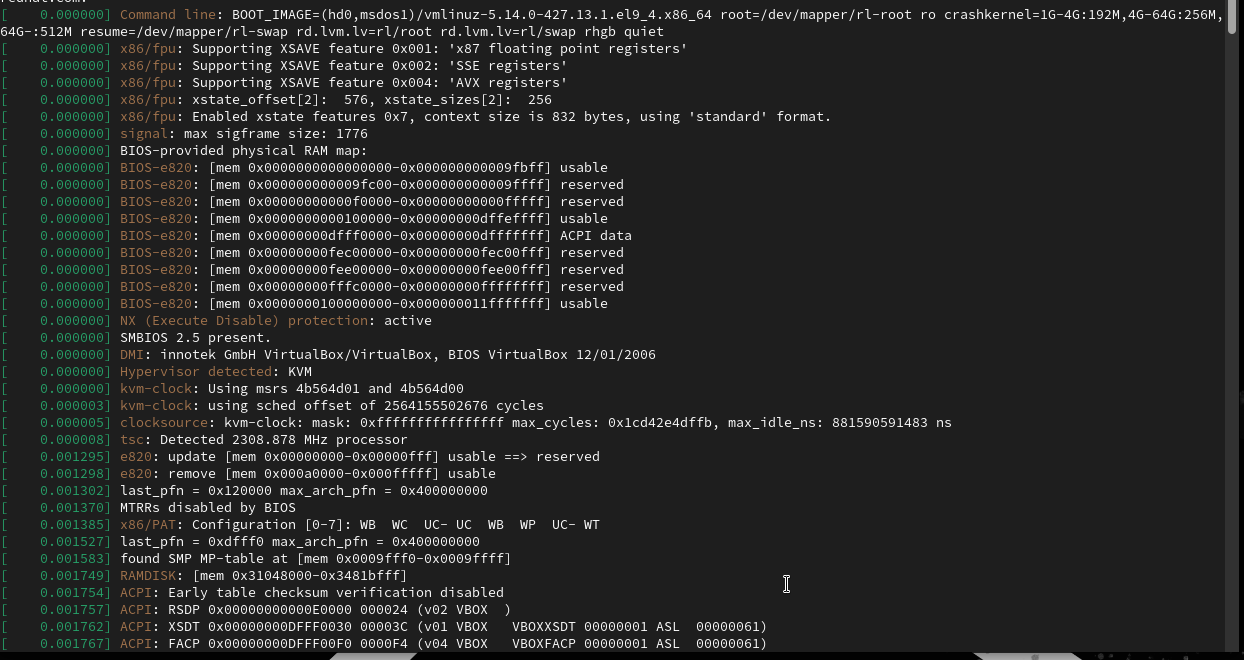 [    0.000000] Command line: BOOT_IMAGE=(hd0,msdos1)/vmlinuz-5.14.0-427.13.1.el9_4.x86_64 root=/dev/mapper/rl-root ro crashkernel=1G-4G:192M,4G-64G:256M,
64G-:512M resume=/dev/mapper/rl-swap rd.lvm.lv=rl/root rd.lvm.lv=rl/swap rhgb quiet
[    0.000000] x86/fpu: Supporting XSAVE feature 0x001: 'x87 floating point registers'
[    0.000000] x86/fpu: Supporting XSAVE feature 0x002: 'SSE registers'
[    0.000000] x86/fpu: Supporting XSAVE feature 0x004: 'AVX registers'
[    0.000000] x86/fpu: xstate_offset[2]:  576, xstate_sizes[2]:  256
[    0.000000] x86/fpu: Enabled xstate features 0x7, context size is 832 bytes, using 'standard' format.
[    0.000000] signal: max sigframe size: 1776
[    0.000000] BIOS-provided physical RAM map:
[    0.000000] BIOS-e820: [mem 0x0000000000000000-0x000000000009fbff] usable
[    0.000000] BIOS-e820: [mem 0x000000000009fc00-0x000000000009ffff] reserved
[    0.000000] BIOS-e820: [mem 0x00000000000f0000-0x00000000000fffff] reserved
[    0.000000] BIOS-e820: [mem 0x0000000000100000-0x00000000dffeffff] usable
[    0.000000] BIOS-e820: [mem 0x00000000dfff0000-0x00000000dfffffff] ACPI data
[    0.000000] BIOS-e820: [mem 0x00000000fec00000-0x00000000fec00fff] reserved
[    0.000000] BIOS-e820: [mem 0x00000000fee00000-0x00000000fee00fff] reserved
[    0.000000] BIOS-e820: [mem 0x00000000fffc0000-0x00000000ffffffff] reserved
[    0.000000] BIOS-e820: [mem 0x0000000100000000-0x000000011fffffff] usable
[    0.000000] NX (Execute Disable) protection: active
[    0.000000] SMBIOS 2.5 present.
[    0.000000] DMI: innotek GmbH VirtualBox/VirtualBox, BIOS VirtualBox 12/01/2006
[    0.000000] Hypervisor detected: KVM
[    0.000000] kvm-clock: Using msrs 4b564d01 and 4b564d00
[    0.000003] kvm-clock: using sched offset of 2564155502676 cycles
[    0.000005] clocksource: kvm-clock: mask: 0xffffffffffffffff max_cycles: 0x1cd42e4dffb, max_idle_ns: 881590591483 ns
[    0.000008] tsc: Detected 2308.878 MHz processor
[    0.001295] e820: update [mem 0x00000000-0x00000fff] usable ==> reserved
[    0.001298] e820: remove [mem 0x000a0000-0x000fffff] usable
[    0.001302] last_pfn = 0x120000 max_arch_pfn = 0x400000000
[    0.001370] MTRRs disabled by BIOS
[    0.001385] x86/PAT: Configuration [0-7]: WB  WC  UC- UC  WB  WP  UC- WT
[    0.001527] last_pfn = 0xdfff0 max_arch_pfn = 0x400000000
[    0.001583] found SMP MP-table at [mem 0x0009fff0-0x0009ffff]
[    0.001749] RAMDISK: [mem 0x31048000-0x3481bfff]
[    0.001754] ACPI: Early table checksum verification disabled
[    0.001757] ACPI: RSDP 0x00000000000E0000 000024 (v02 VBOX  )
[    0.001762] ACPI: XSDT 0x00000000DFFF0030 00003C (v01 VBOX   VBOXXSDT 00000001 ASL  00000061)
[    0.001767] ACPI: FACP 0x00000000DFFF00F0 0000F4 (v04 VBOX   VBOXFACP 00000001 ASL  00000061)